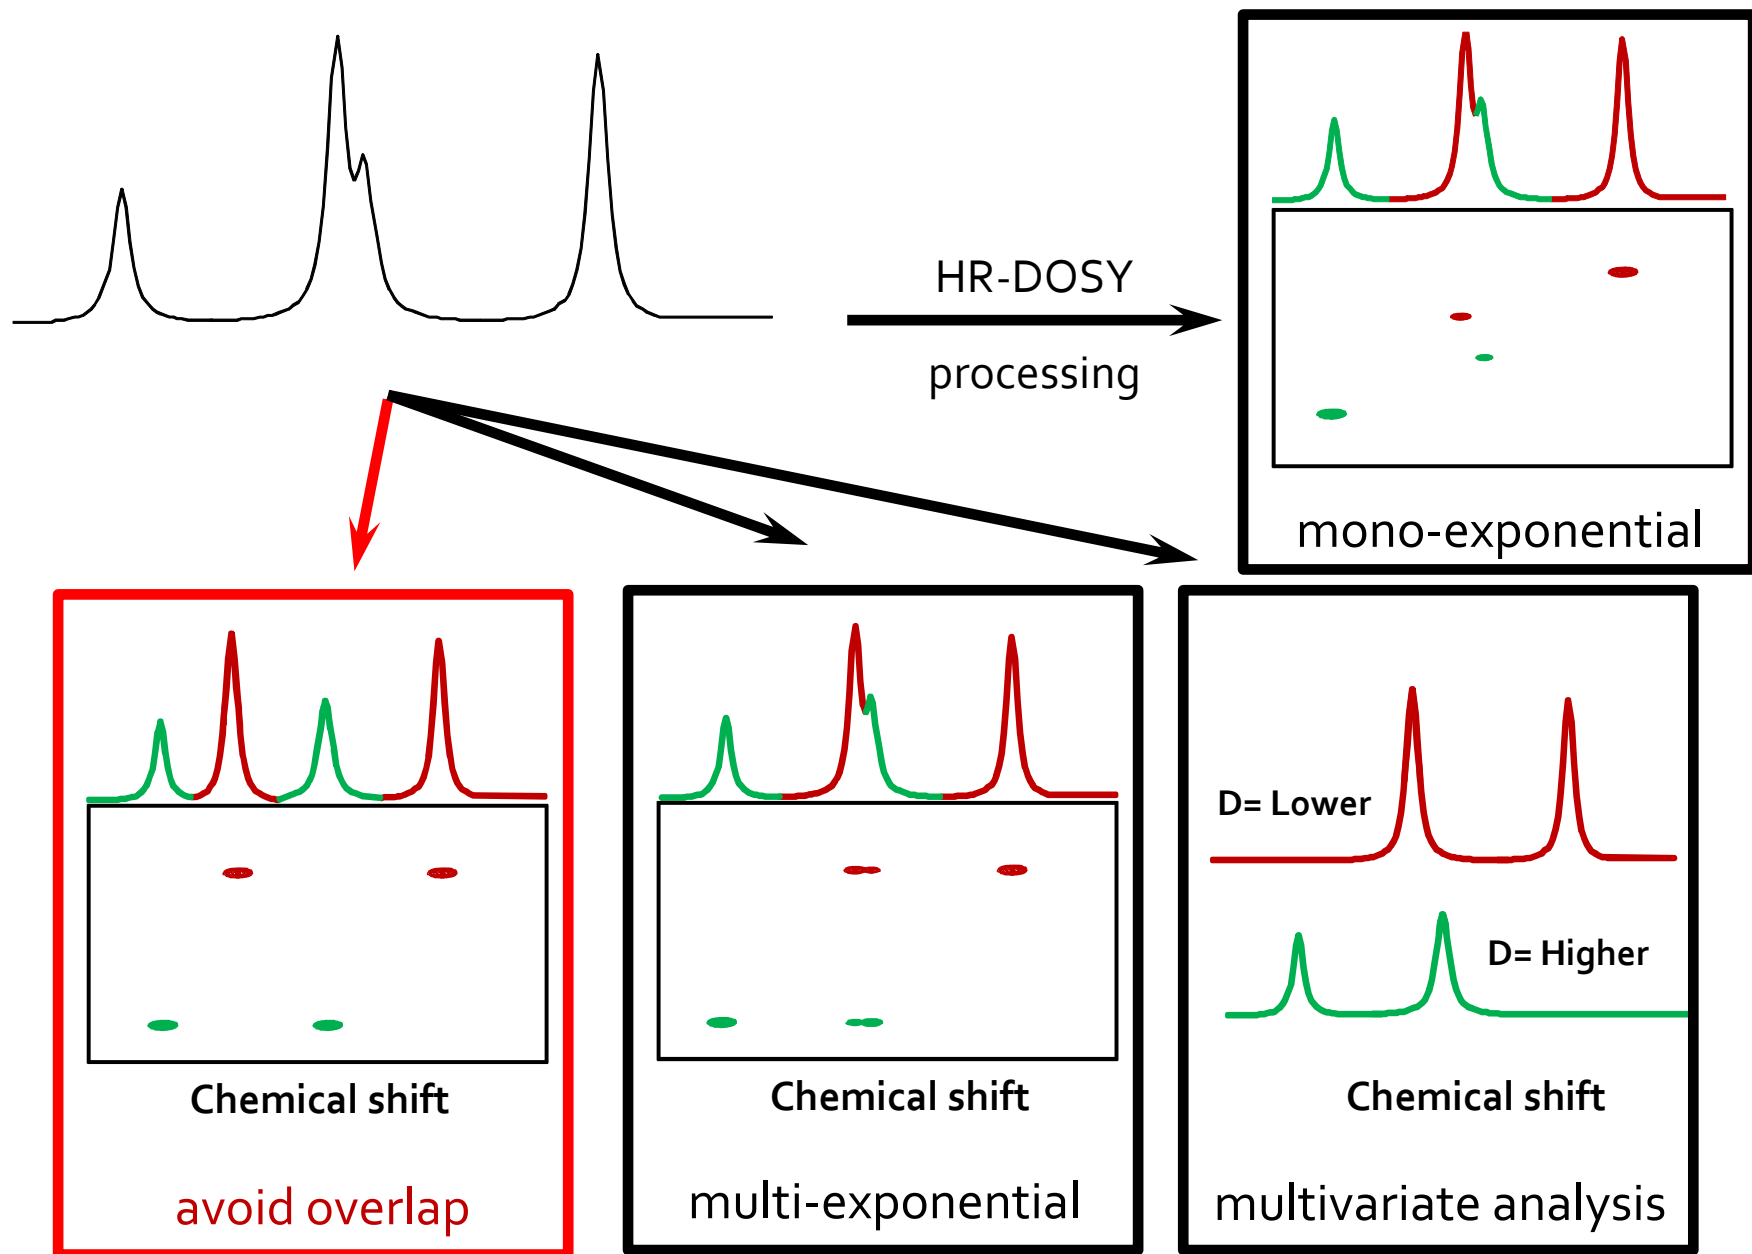 HR-DOSY
processing
mono-exponential
Chemical shift
avoid overlap
Chemical shift
multi-exponential
D= Lower
D= Higher
Chemical shift
multivariate analysis